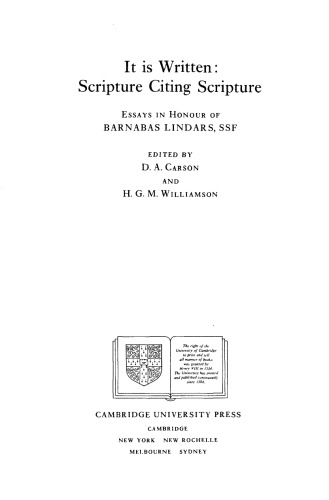 It is Written:
Scripture Citing Scripture
ESSAYS IN HONOUR OF
BARNABAS LINDARS, SSF
EDITED BY
D. A. CARSON
AND
H. G. M. WILLIAMSON
The right of the
University of Cambridge
to print and sell
all manner of books
was granted by
Henry VIII in 1534.
The University has printed
and published continuously
since 1584.
CAMBRIDGE UNIVERSITY PRESS
CAMBRIDGE
NEW YORK NEW ROCHELLE
MELBOURNE SYDNEY